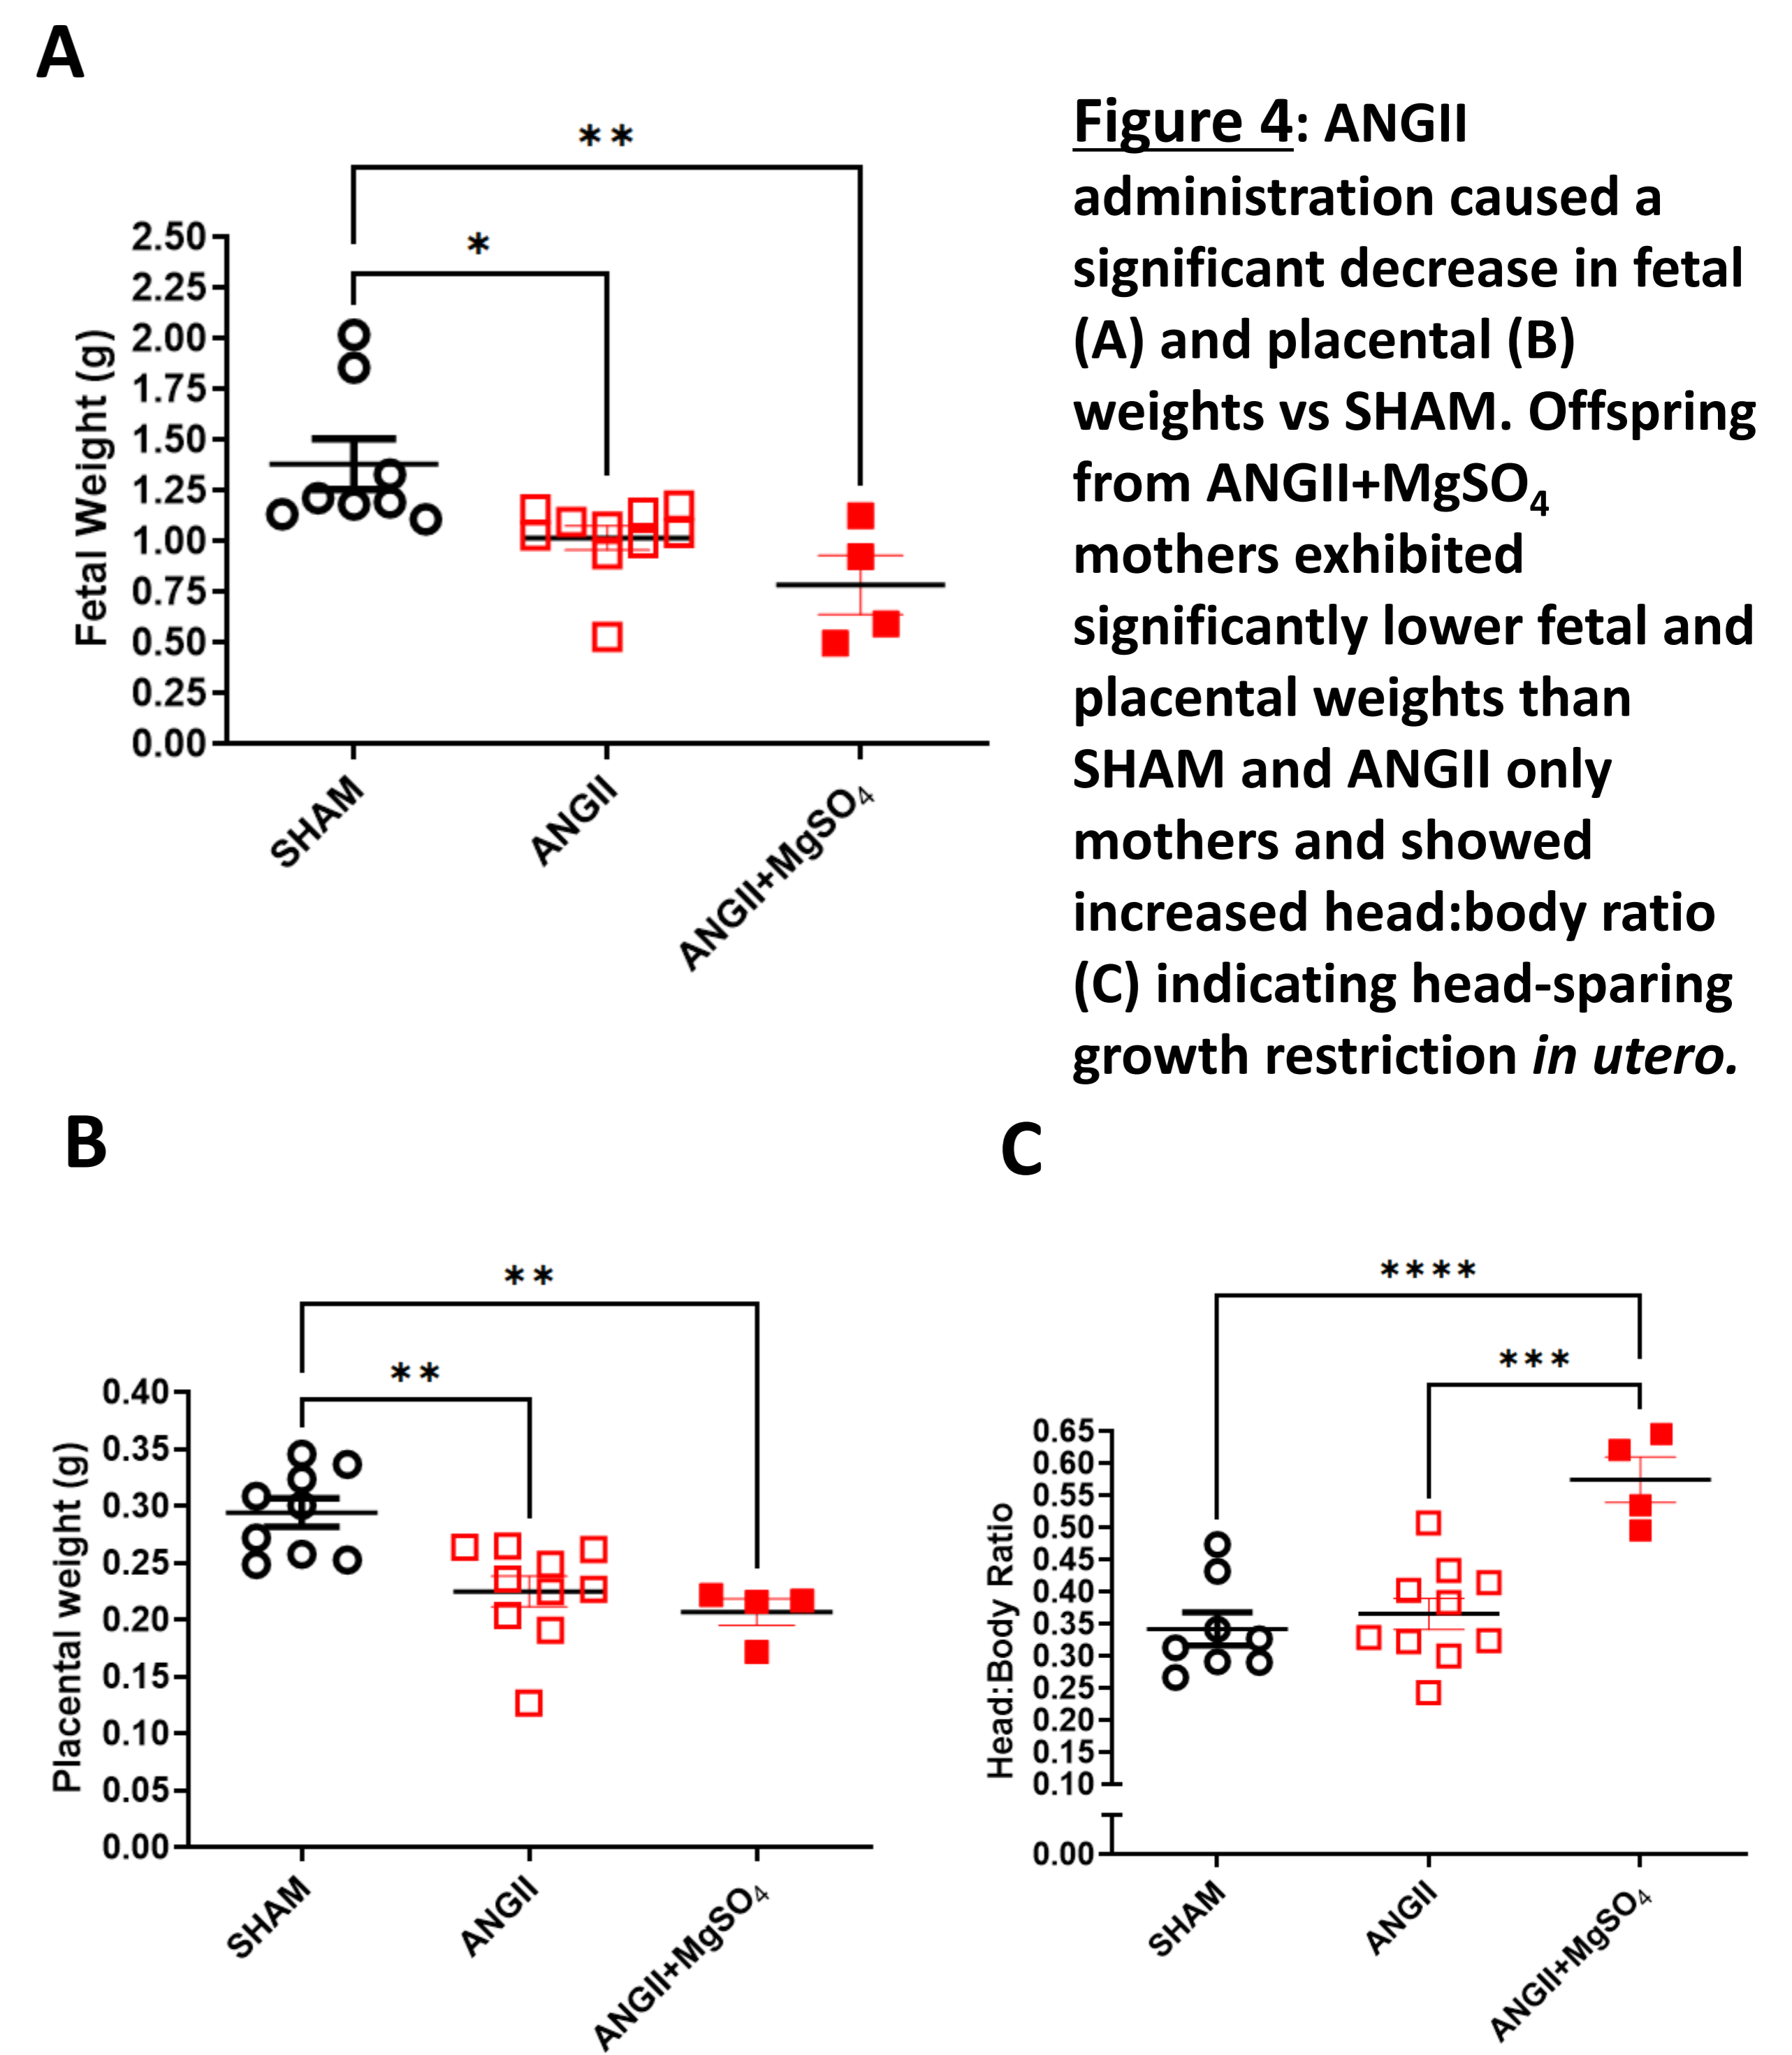 A
Figure 4: ANGII
administration caused a
significant decrease in fetal
(A) and placental (B)
weights vs SHAM. Offspring
from ANGII+MgSO₄
mothers exhibited
significantly lower fetal and
placental weights than
SHAM and ANGII only
mothers and showed
increased head:body ratio
(C) indicating head-sparing
growth restriction in utero.
**
*
Fetal Weight (g)
2.50
2.25
2.00
1.75
1.50
1.25
1.00
0.75
0.50
0.25
0.00
SHAM
ANGII
ANGII+MgSO₄
B
**
**
Placental weight (g)
0.40
0.35
0.30
0.25
0.20
0.15
0.10
0.05
0.00
SHAM
ANGII
ANGII+MgSO₄
C
****
***
Head:Body Ratio
0.65
0.60
0.55
0.50
0.45
0.40
0.35
0.30
0.25
0.20
0.15
0.10
0.00
SHAM
ANGII
ANGII+MgSO₄